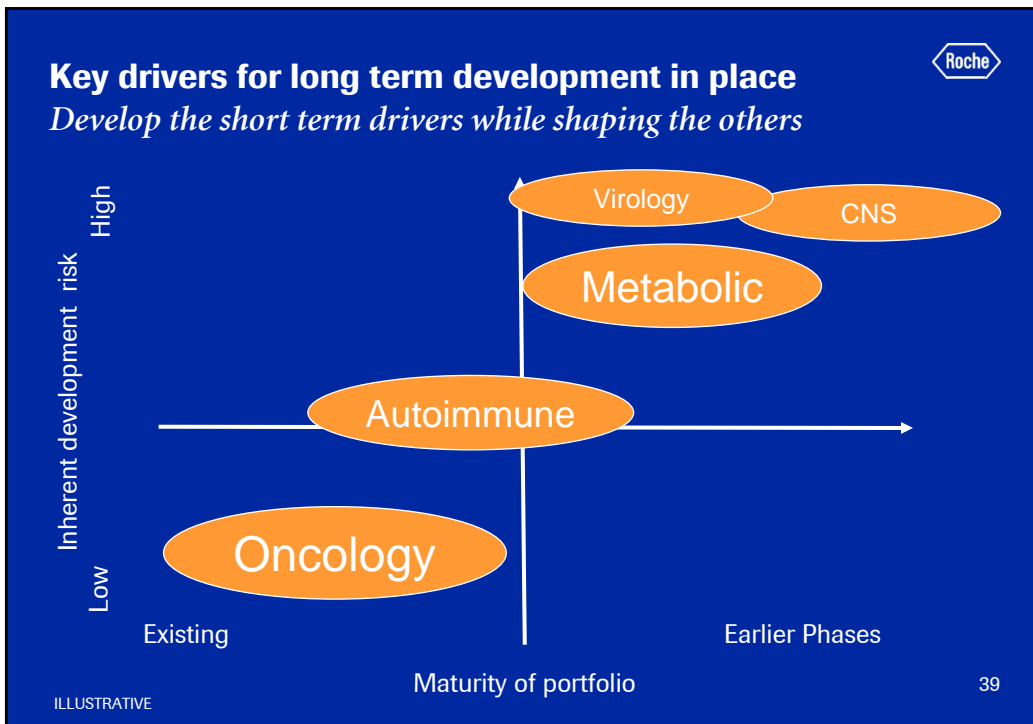 Key drivers for long term development in place
Roche
Develop the short term drivers while shaping the others
High
Inherent development risk
Low
Virology
CNS
Metabolic
Autoimmune
Oncology
Existing
Earlier Phases
Maturity of portfolio
39
ILLUSTRATIVE